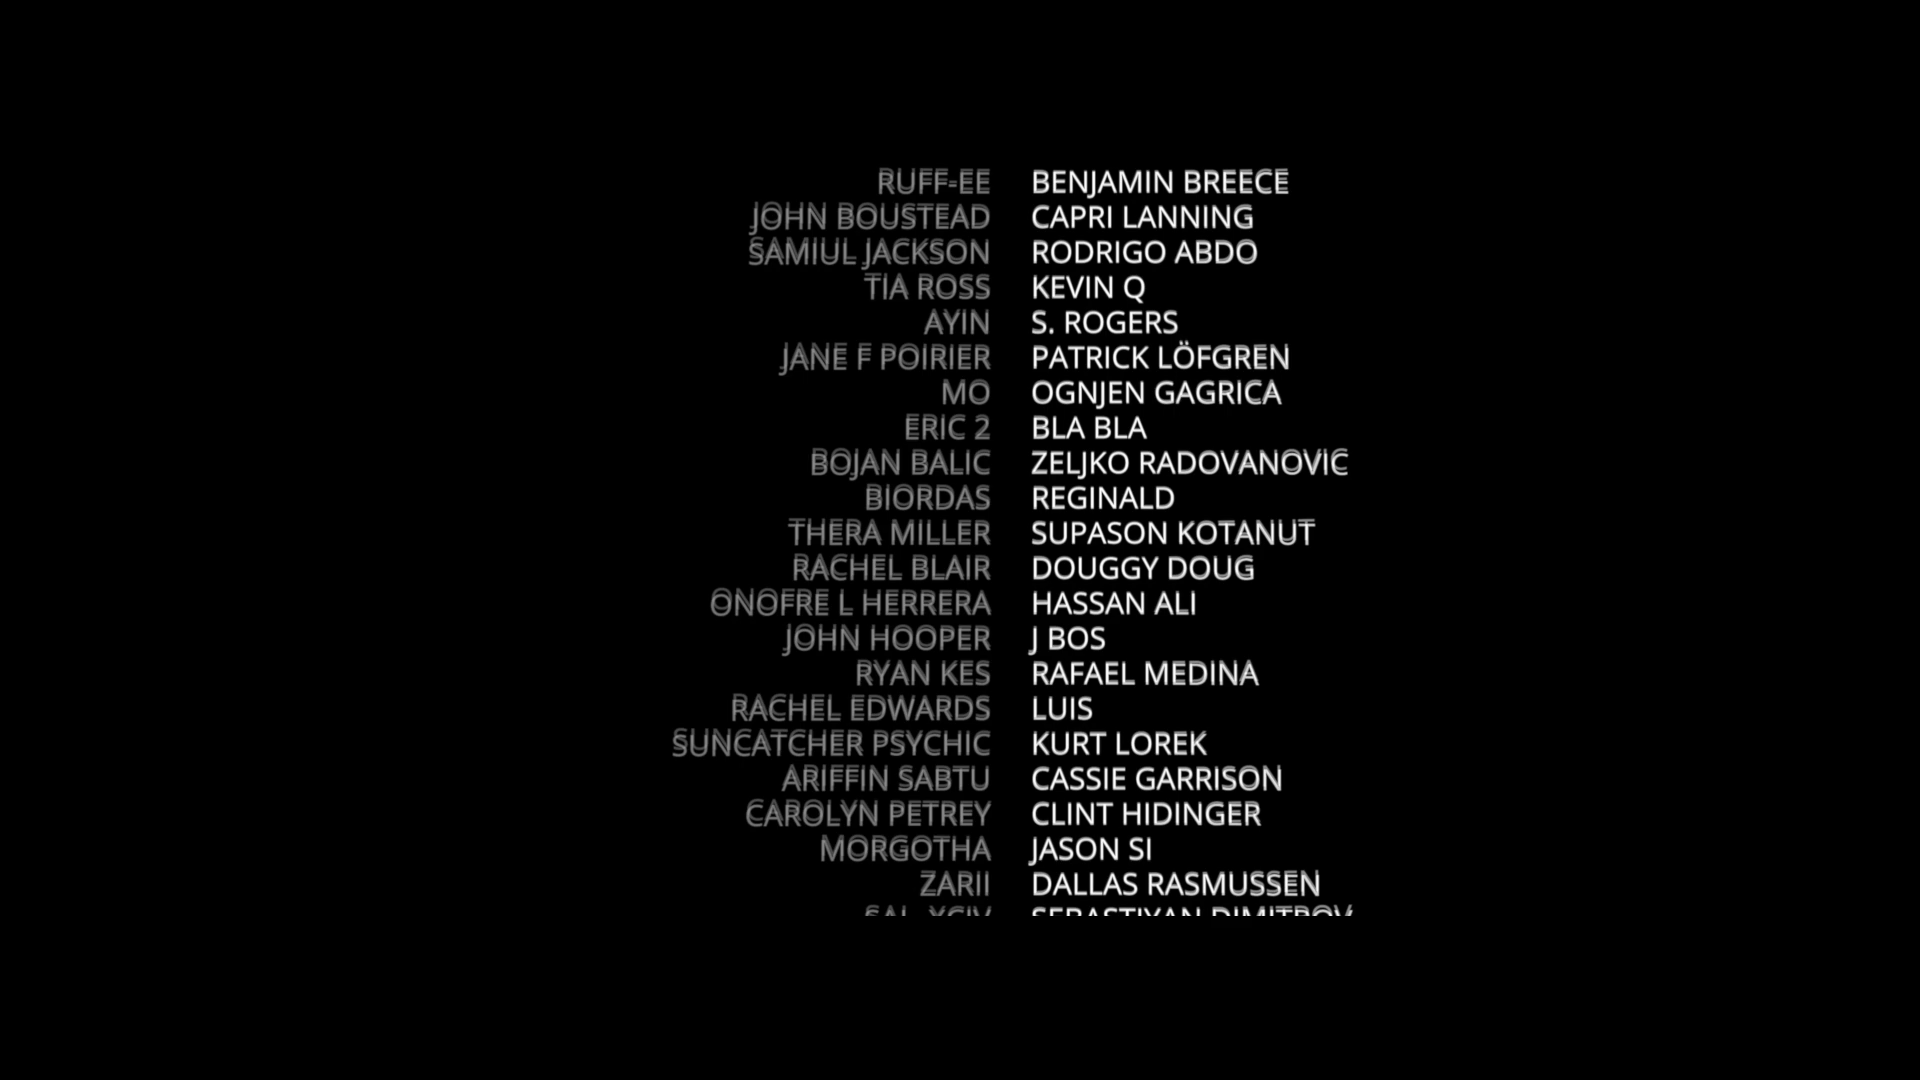 RUFF-EE BENJAMIN BREECE
JOHN BOUSTEAD CAPRI LANNING
SAMIUL JACKSON RODRIGO ABDO
TIA ROSS KEVIN Q
AYIN S. ROGERS
JANE F POIRIER PATRICK LÖFGREN
MO OGNJEN GAGRICA
ERIC 2 BLA BLA
BOJAN BALIC ZELJKO RADOVANOVIC
BIORDAS REGINALD
THERA MILLER SUPASON KOTANUT
RACHEL BLAIR DOUGGY DOUG
ONOFRE L HERRERA HASSAN ALI
JOHN HOOPER J BOS
RYAN KES RAFAEL MEDINA
RACHEL EDWARDS LUIS
SUNCATCHER PSYCHIC KURT LOREK
ARIFFIN SABTU CASSIE GARRISON
CAROLYN PETREY CLINT HIDINGER
MORGOTHA JASON SI
ZARII DALLAS RASMUSSEN
SEBASTIYAN DIMITROV